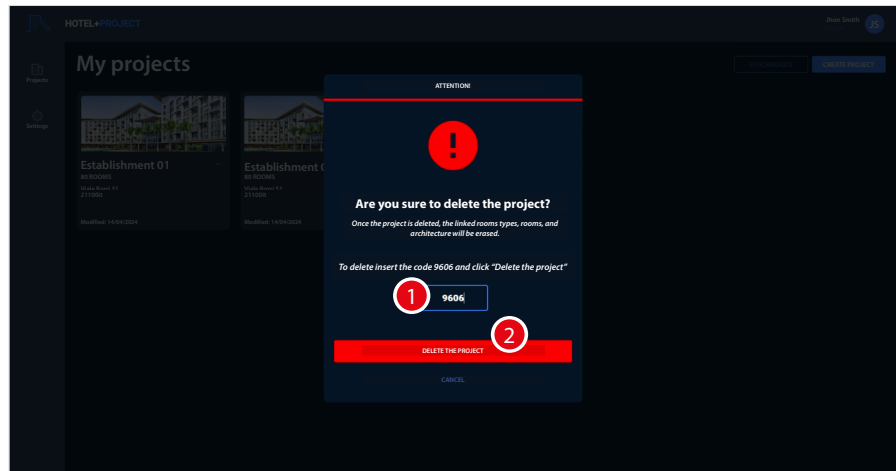 HOTEL+PROJECT
Jhon Smith
JS
Projects
Settings
My projects
CREATE PROJECT
Establishment 01
80 ROOMS
211000
Modified: 14/04/2024
Establishment
80 ROOMS
211000
Modified: 14/04/2024
ATTENTION!
!
Are you sure to delete the project?
Once the project is deleted, the linked rooms types, rooms, and
architecture will be erased.
To delete insert the code 9606 and click “Delete the project”
1
9606
2
DELETE THE PROJECT
CANCEL